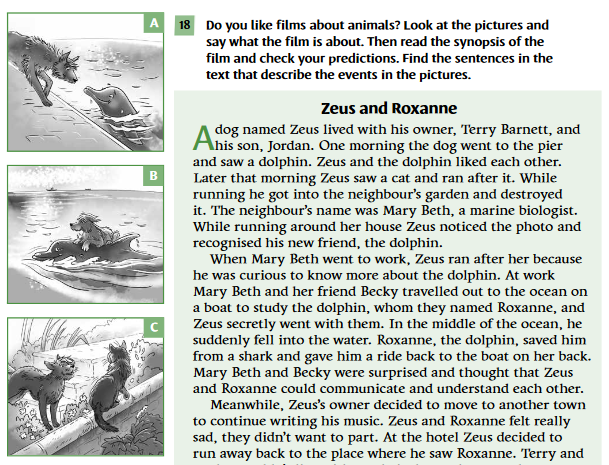 A
18 Do you like films about animals? Look at the pictures and
say what the film is about. Then read the synopsis of the
film and check your predictions. Find the sentences in the
text that describe the events in the pictures.
Zeus and Roxanne
A dog named Zeus lived with his owner, Terry Barnett, and
his son, Jordan. One morning the dog went to the pier
and saw a dolphin. Zeus and the dolphin liked each other.
Later that morning Zeus saw a cat and ran after it. While
running he got into the neighbour's garden and destroyed
it. The neighbour's name was Mary Beth, a marine biologist.
While running around her house Zeus noticed the photo and
recognised his new friend, the dolphin.
When Mary Beth went to work, Zeus ran after her because
he was curious to know more about the dolphin. At work
Mary Beth and her friend Becky travelled out to the ocean on
a boat to study the dolphin, whom they named Roxanne, and
Zeus secretly went with them. In the middle of the ocean, he
suddenly fell into the water. Roxanne, the dolphin, saved him
from a shark and gave him a ride back to the boat on her back.
Mary Beth and Becky were surprised and thought that Zeus
and Roxanne could communicate and understand each other.
Meanwhile, Zeus's owner decided to move to another town
to continue writing his music. Zeus and Roxanne felt really
sad, they didn't want to part. At the hotel Zeus decided to
run away back to the place where he saw Roxanne. Terry and
B
C